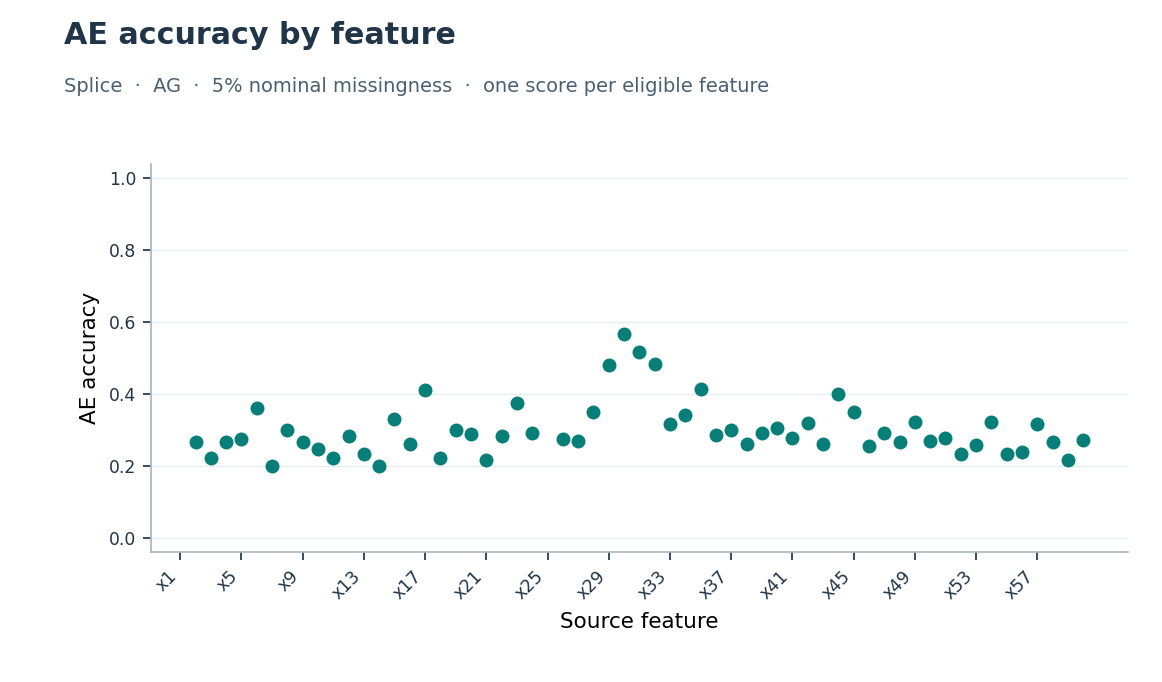 AE accuracy by feature
Splice · AG · 5% nominal missingness · one score per eligible feature
1.0
0.8
0.6
0.4
0.2
0.0
AE accuracy
x1 x5 x9 x13 x17 x21 x25 x29 x33 x37 x41 x45 x49 x53 x57
Source feature